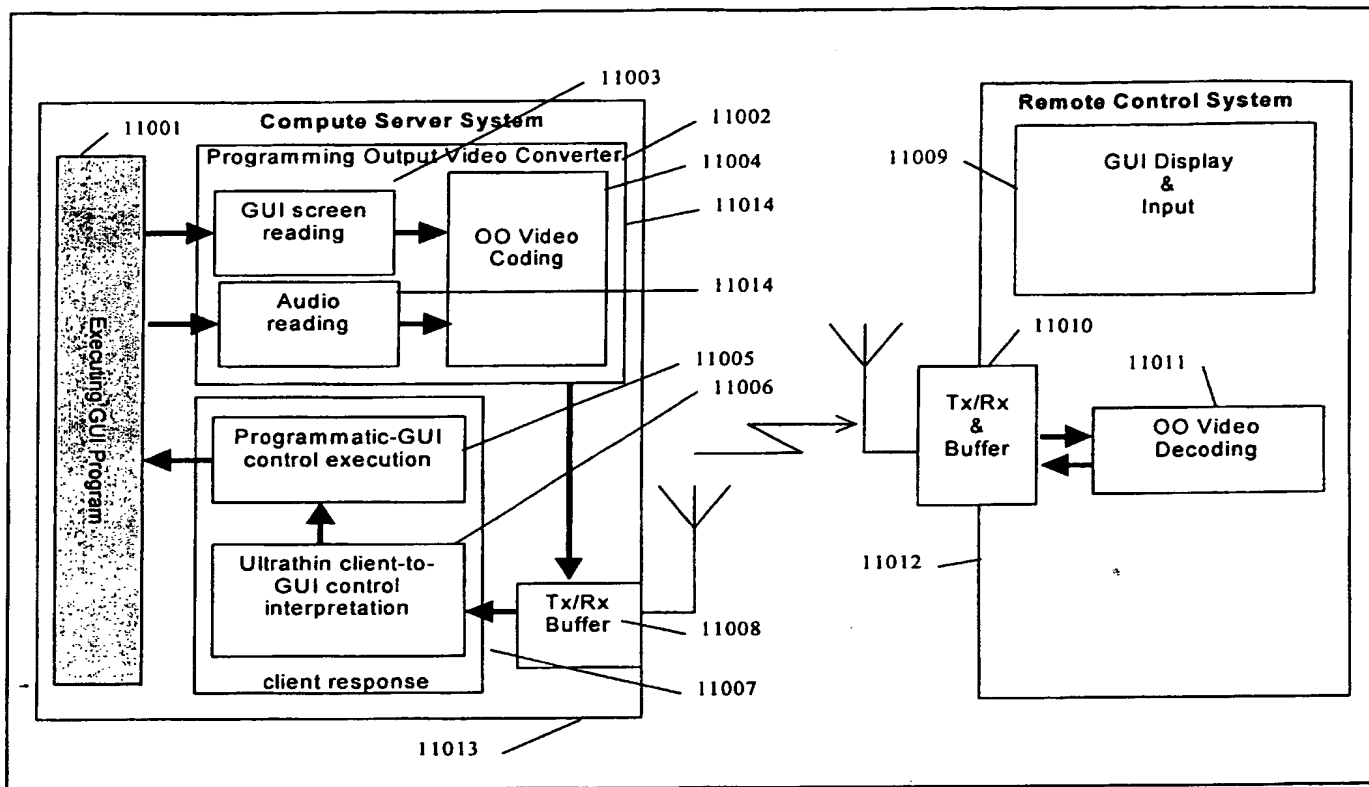 11003
11001
Compute Server System
11002
Programming Output Video Converter
11004
GUI screen
reading
11014
OO Video
Coding
Audio
reading
11014
Executing GUI Program
11005
11006
Programmatic-GUI
control execution
Ultrathin client-to-
GUI control
interpretation
Tx/Rx
Buffer
11008
client response
11007
11013
Remote Control System
11009
GUI Display
&
Input
11010
Tx/Rx
&
Buffer
11011
OO Video
Decoding
11012